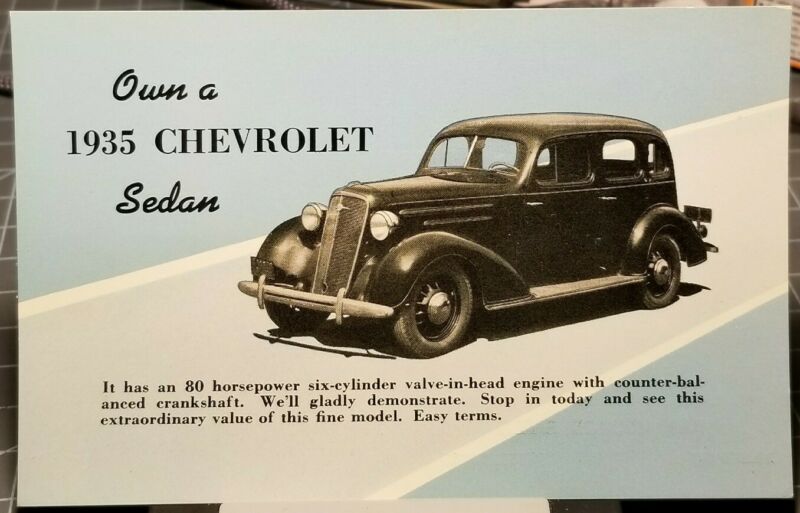 Own a
1935 CHEVROLET
Sedan
It has an 80 horsepower six-cylinder valve-in-head engine with counter-bal-
anced crankshaft. We'll gladly demonstrate. Stop in today and see this
extraordinary value of this fine model. Easy terms.